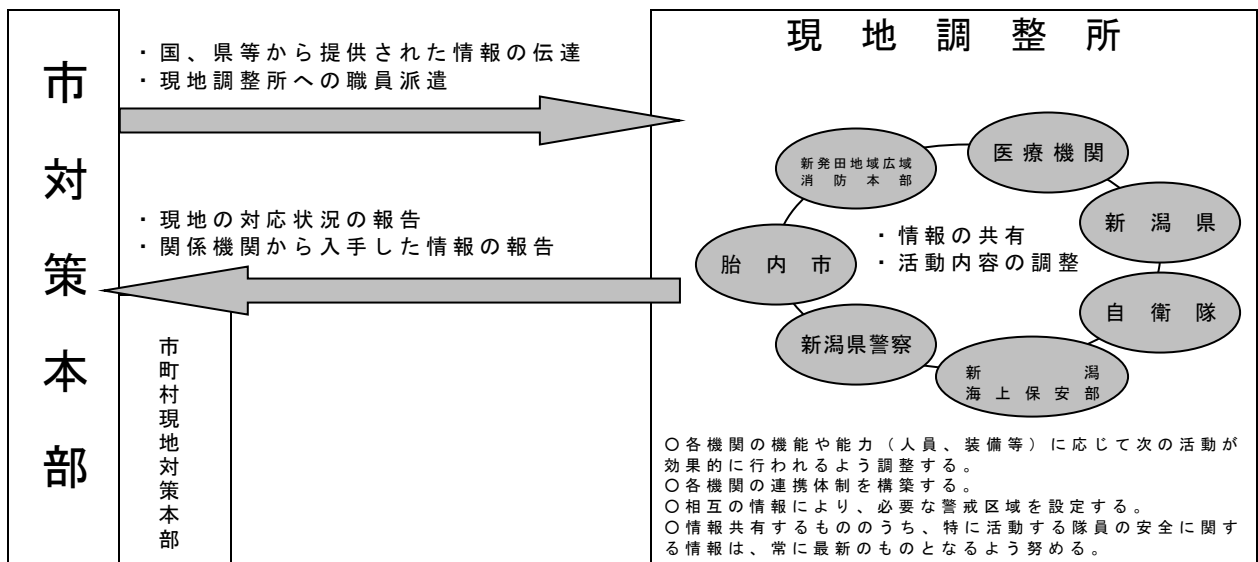 市対策本部
・国、県等から提供された情報の伝達
・現地調整所への職員派遣
・現地の対応状況の報告
・関係機関から入手した情報の報告
市町村現地対策本部
現地調整所
医療機関
新発田地域広域
消防本部
新潟県
・情報の共有
・活動内容の調整
胎内市
自衛隊
新潟県警察
新潟
海上保安部
○各機関の機能や能力（人員、装備等）に応じて次の活動が
効果的に行われるよう調整する。
○各機関の連携体制を構築する。
○相互の情報により、必要な警戒区域を設定する。
○情報共有するもののうち、特に活動する隊員の安全に関す
る情報は、常に最新のものとなるよう努める。